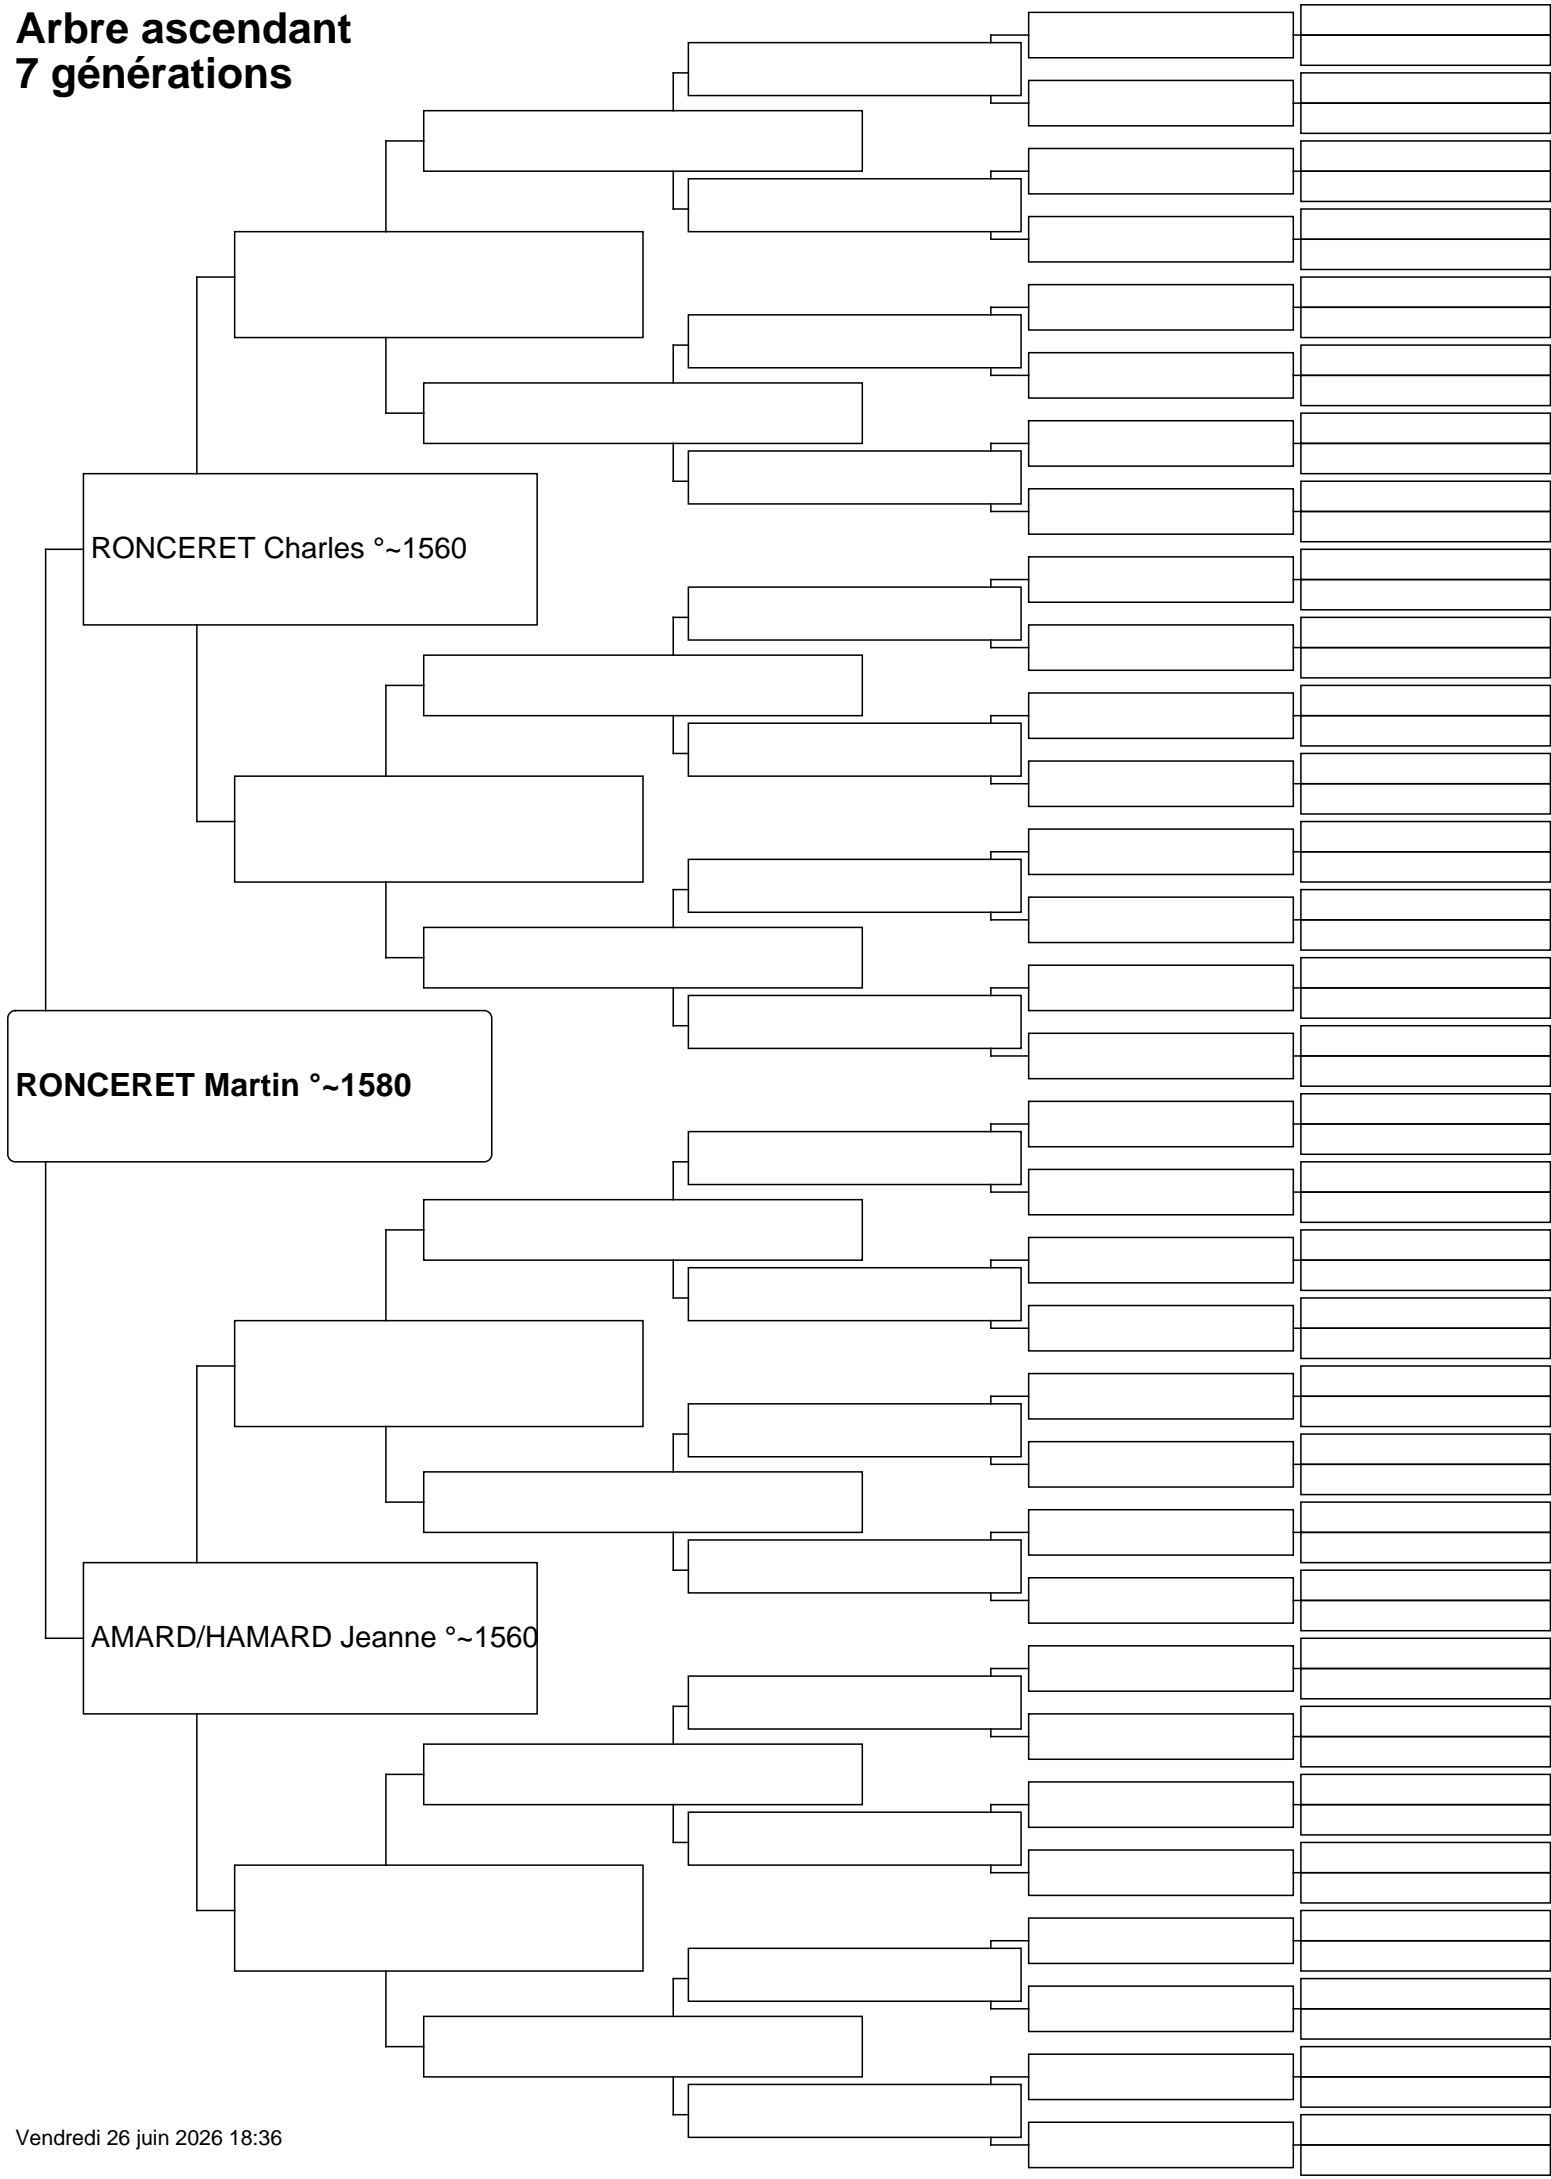 Arbre ascendant
7 générations
RONCERET Charles °~1560
RONCERET Martin °~1580
AMARD/HAMARD Jeanne °~1560
Vendredi 26 juin 2026 18:36